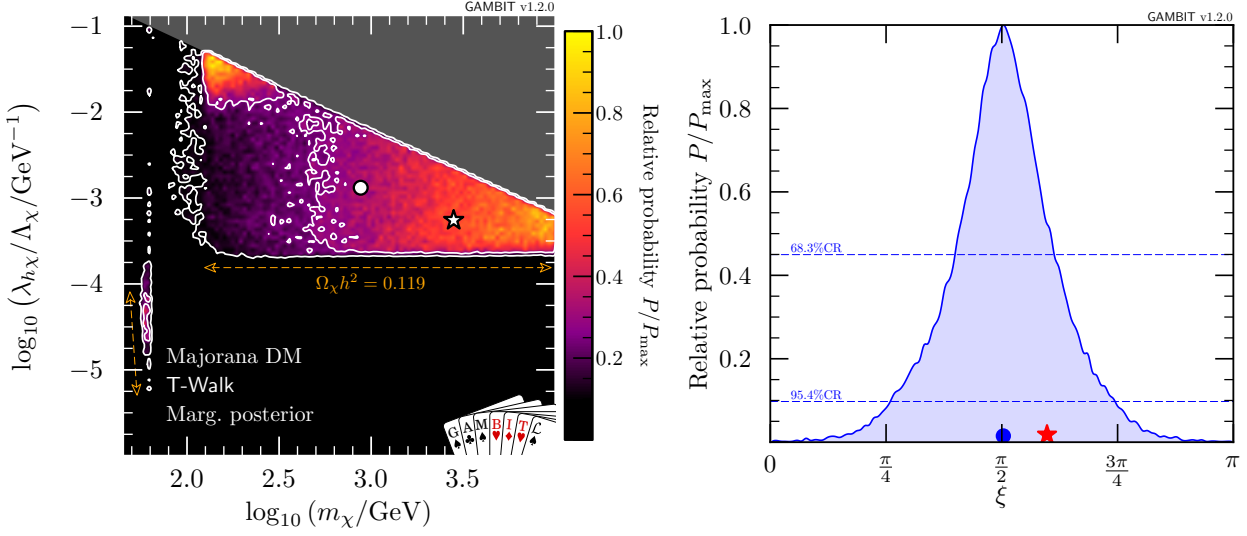 GAMBIT v1.2.0
−1
−2
−3
−4
−5
log₁₀ (λₕᵪ/Λᵪ/GeV⁻¹)
Ωᵪh² = 0.119
Majorana DM
T-Walk
Marg. posterior
G A M B I T L
2.0
2.5
3.0
3.5
log₁₀ (mᵪ/GeV)
1.0
0.8
0.6
0.4
0.2
Relative probability P/Pmax
GAMBIT v1.2.0
1.0
0.8
0.6
0.4
0.2
Relative probability P/Pmax
68.3%CR
95.4%CR
0
π/4
π/2
3π/4
π
ξ